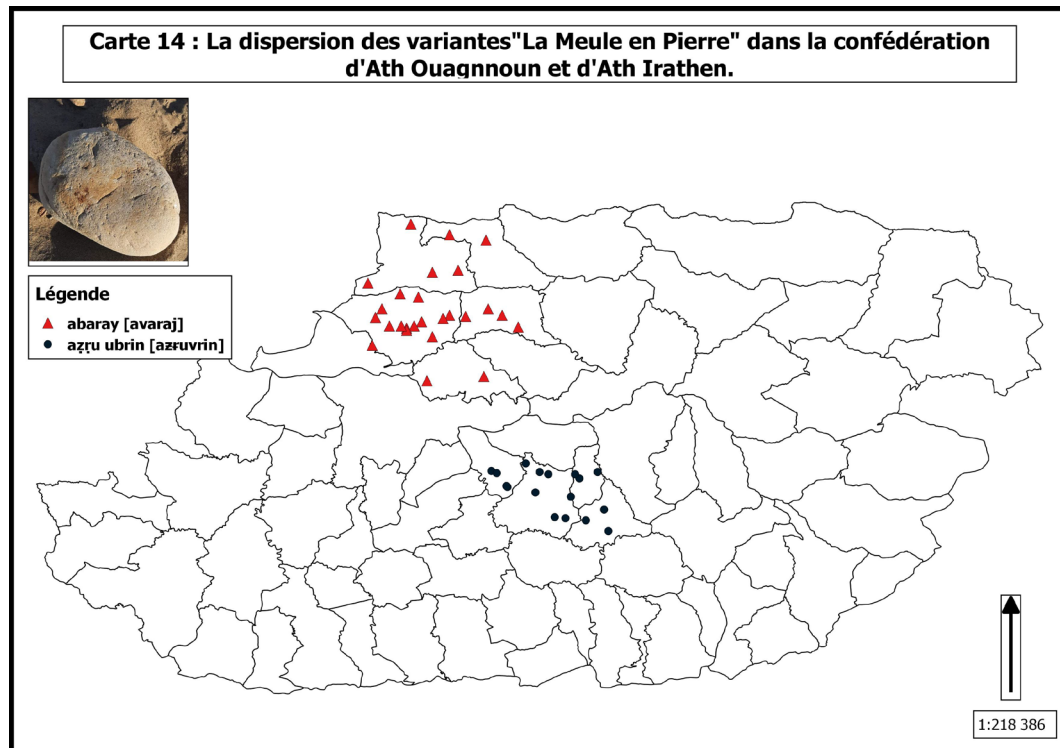 Carte 14 : La dispersion des variantes"La Meule en Pierre" dans la confédération
d'Ath Ouagnnoun et d'Ath Irathen.
Légende
abaray [avaraj]
aẓṛu ubrin [azᵲuvrin]
1:218 386